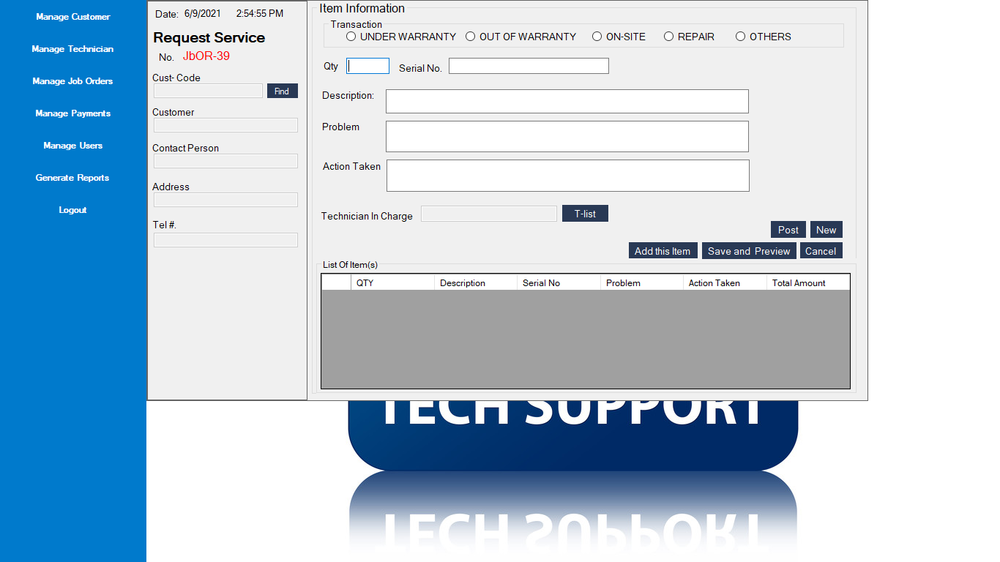 Manage Customer
Manage Technician
Manage Job Orders
Manage Payments
Manage Users
Generate Reports
Logout
Date: 6/9/2021 2:54:55 PM
Request Service
No. JbOR-39
Cust- Code
Find
Customer
Contact Person
Address
Tel #.
Item Information
Transaction
UNDER WARRANTY OUT OF WARRANTY ON-SITE REPAIR OTHERS
Qty Serial No.
Description:
Problem
Action Taken
Technician In Charge T-list
Post New
Add this Item Save and Preview Cancel
List Of Item(s)
QTY Description Serial No Problem Action Taken Total Amount
TECH SUPPORT
TECH SUPPORT